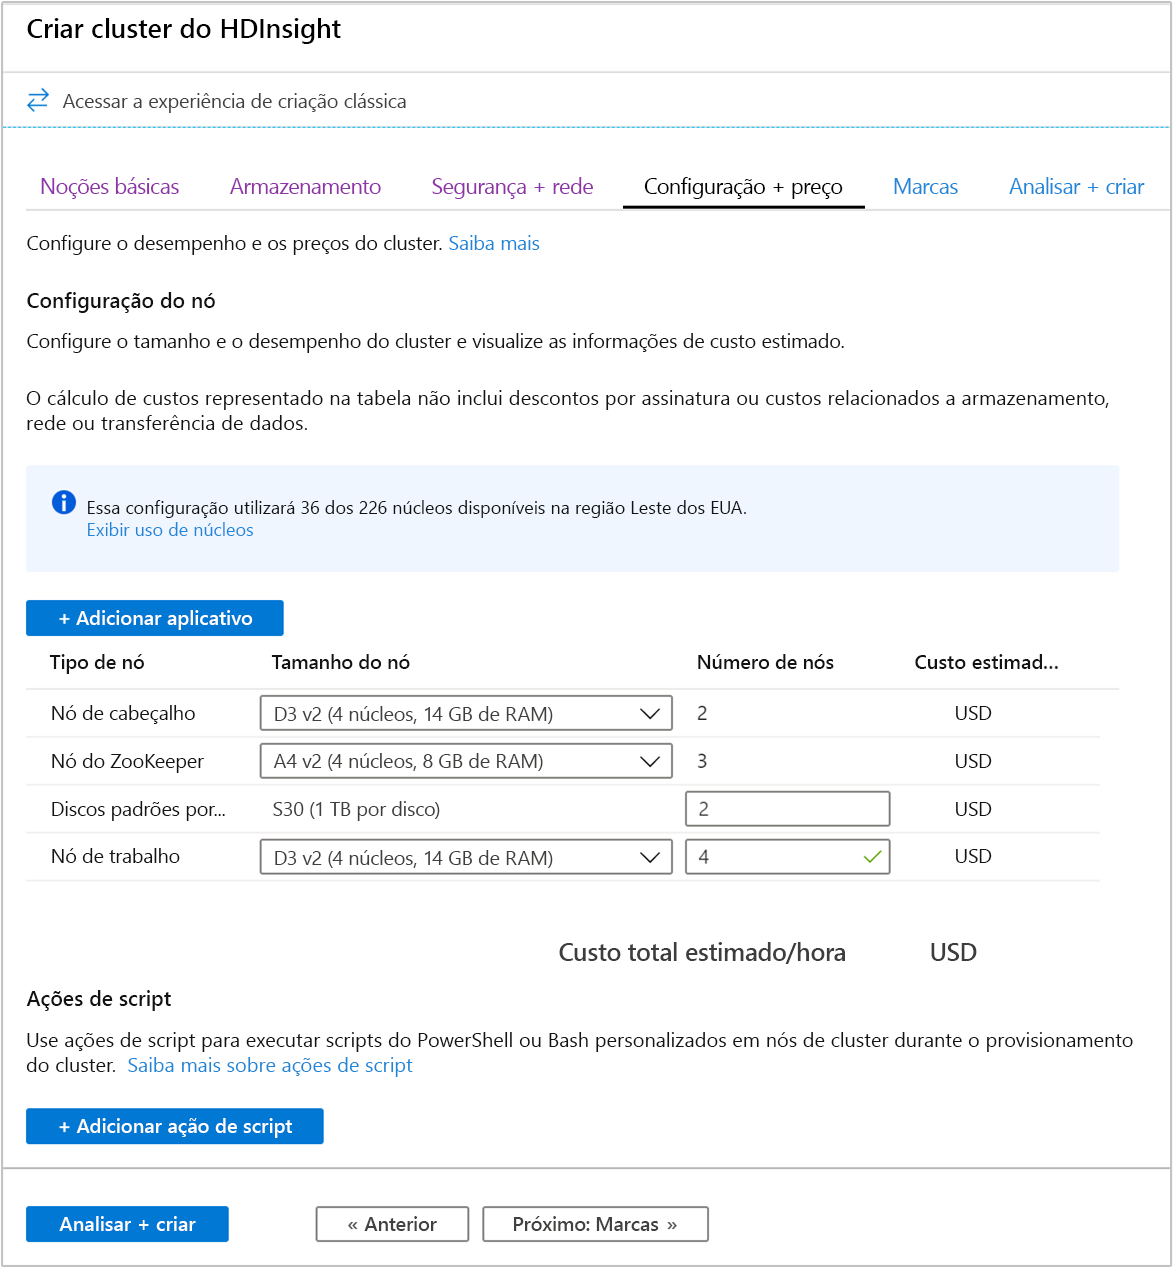 Criar cluster do HDInsight
Acessar a experiência de criação clássica
Noções básicas Armazenamento Segurança + rede Configuração + preço Marcas Analisar + criar
Configure o desempenho e os preços do cluster. Saiba mais
Configuração do nó
Configure o tamanho e o desempenho do cluster e visualize as informações de custo estimado.
O cálculo de custos representado na tabela não inclui descontos por assinatura ou custos relacionados a armazenamento,
rede ou transferência de dados.
Essa configuração utilizará 36 dos 226 núcleos disponíveis na região Leste dos EUA.
Exibir uso de núcleos
+ Adicionar aplicativo
Tipo de nó Tamanho do nó Número de nós Custo estimad...
Nó de cabeçalho D3 v2 (4 núcleos, 14 GB de RAM) 2 USD
Nó do ZooKeeper A4 v2 (4 núcleos, 8 GB de RAM) 3 USD
Discos padrões por... S30 (1 TB por disco) 2 USD
Nó de trabalho D3 v2 (4 núcleos, 14 GB de RAM) 4 USD
Custo total estimado/hora USD
Ações de script
Use ações de script para executar scripts do PowerShell ou Bash personalizados em nós de cluster durante o provisionamento
do cluster. Saiba mais sobre ações de script
+ Adicionar ação de script
Analisar + criar « Anterior Próximo: Marcas »